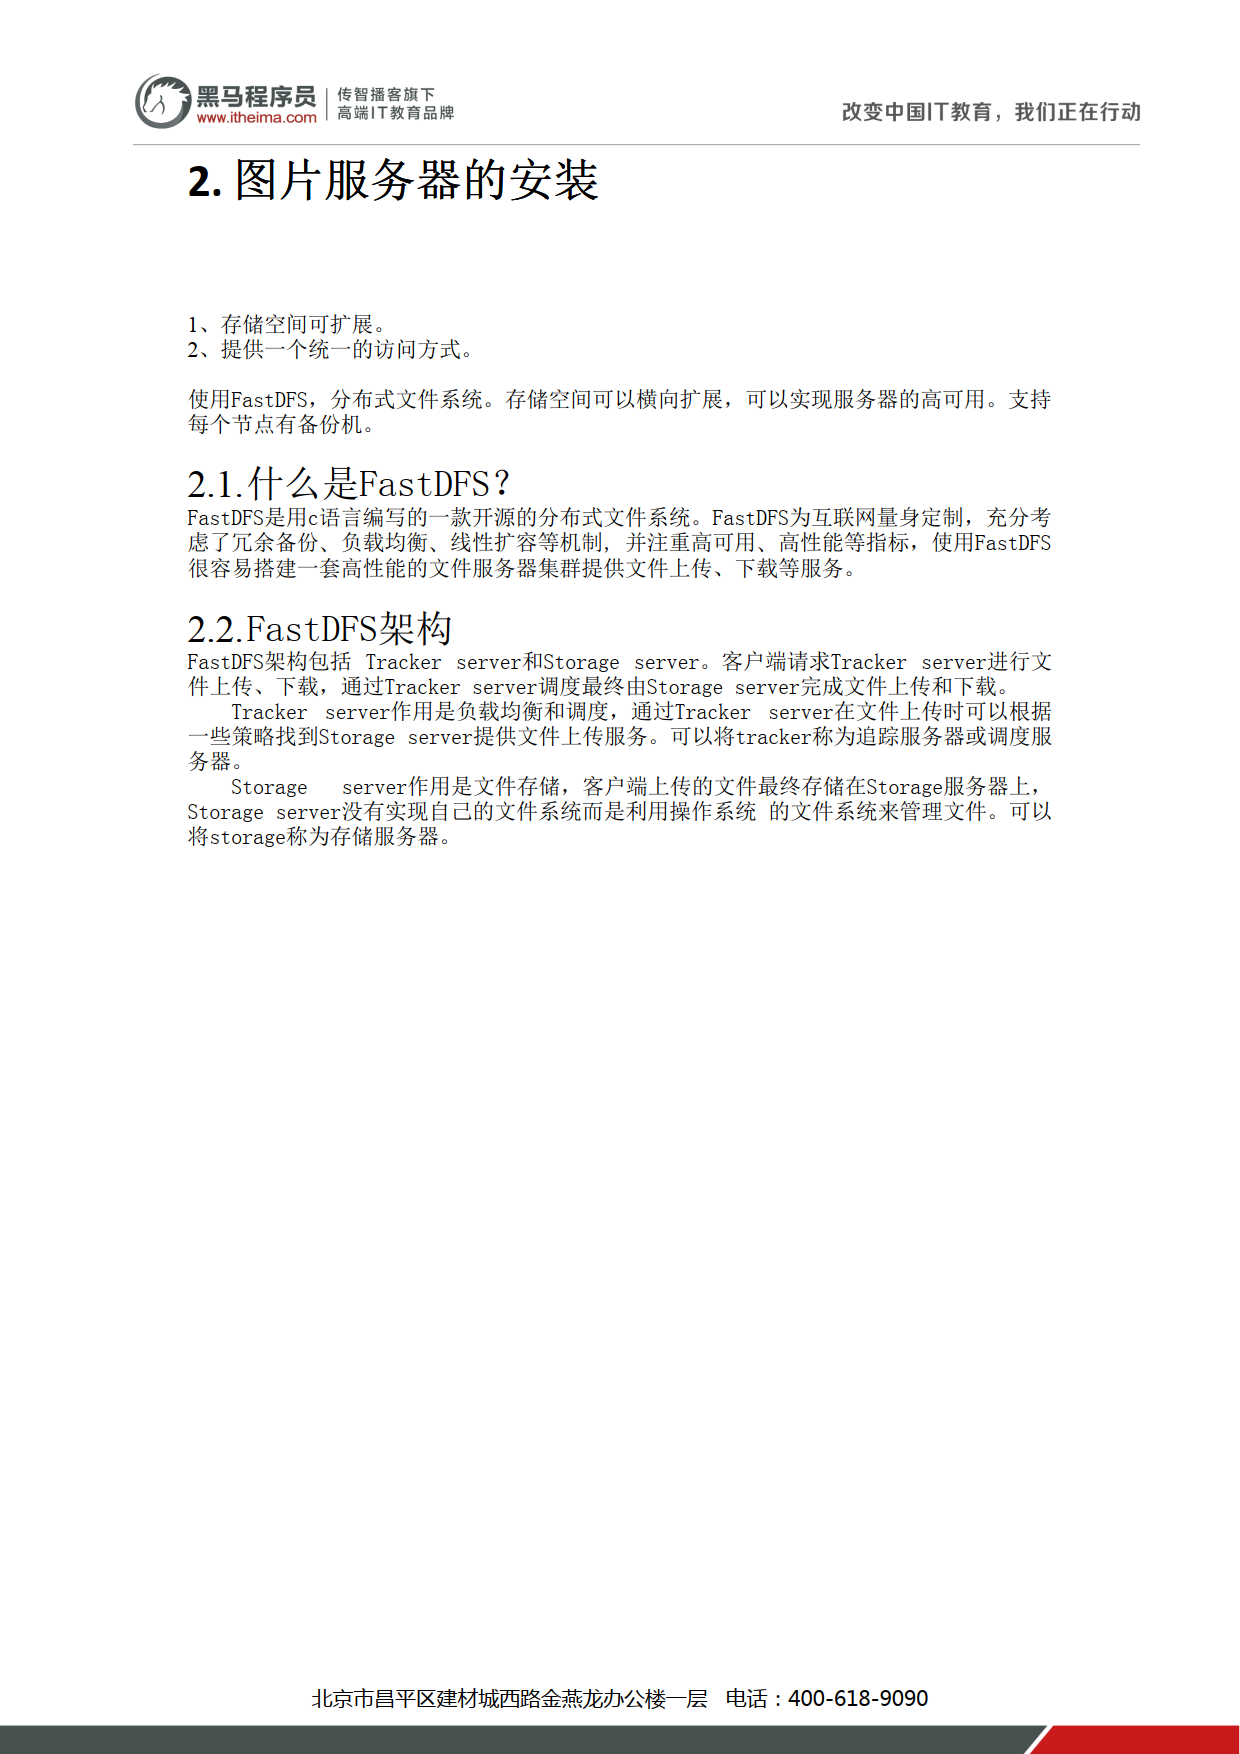 黑马程序员
www.itheima.com
传智播客旗下
高端IT教育品牌
改变中国IT教育，我们正在行动
2. 图片服务器的安装
1、存储空间可扩展。
2、提供一个统一的访问方式。
使用FastDFS，分布式文件系统。存储空间可以横向扩展，可以实现服务器的高可用。支持
每个节点有备份机。
2.1.什么是FastDFS？
FastDFS是用c语言编写的一款开源的分布式文件系统。FastDFS为互联网量身定制，充分考
虑了冗余备份、负载均衡、线性扩容等机制，并注重高可用、高性能等指标，使用FastDFS
很容易搭建一套高性能的文件服务器集群提供文件上传、下载等服务。
2.2.FastDFS架构
FastDFS架构包括 Tracker server和Storage server。客户端请求Tracker server进行文
件上传、下载，通过Tracker server调度最终由Storage server完成文件上传和下载。
Tracker server作用是负载均衡和调度，通过Tracker server在文件上传时可以根据
一些策略找到Storage server提供文件上传服务。可以将tracker称为追踪服务器或调度服
务器。
Storage server作用是文件存储，客户端上传的文件最终存储在Storage服务器上，
Storage server没有实现自己的文件系统而是利用操作系统 的文件系统来管理文件。可以
将storage称为存储服务器。
北京市昌平区建材城西路金燕龙办公楼一层 电话：400-618-9090